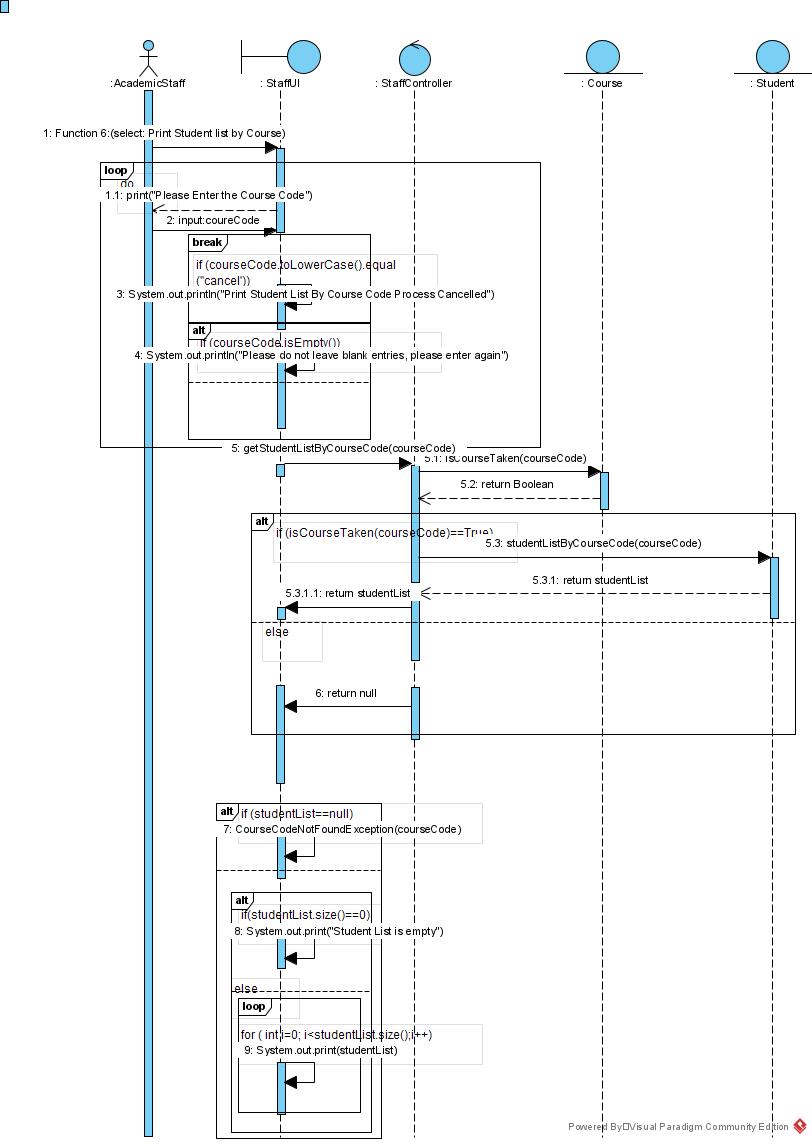 : AcademicStaff
: StaffUI
: StaffController
: Course
: Student
1: Function 6:(select: Print Student list by Course)
loop
do
1.1: print("Please Enter the Course Code")
2: input:coureCode
break
if (courseCode.toLowerCase().equal
("cancel'))
3: System.out.println("Print Student List By Course Code Process Cancelled")
alt
if (courseCode.isEmpty())
4: System.out.println("Please do not leave blank entries, please enter again")
5: getStudentListByCourseCode(courseCode)
5.1: isCourseTaken(courseCode)
5.2: return Boolean
alt
if (isCourseTaken(courseCode)==True)
5.3: studentListByCourseCode(courseCode)
5.3.1: return studentList
5.3.1.1: return studentList
else
6: return null
alt
if (studentList==null)
7: CourseCodeNotFoundException(courseCode)
alt
if(studentList.size()==0)
8: System.out.print("Student List is empty")
else
loop
for ( int i=0; i<studentList.size();i++)
9: System.out.print(studentList)
Powered By Visual Paradigm Community Edition